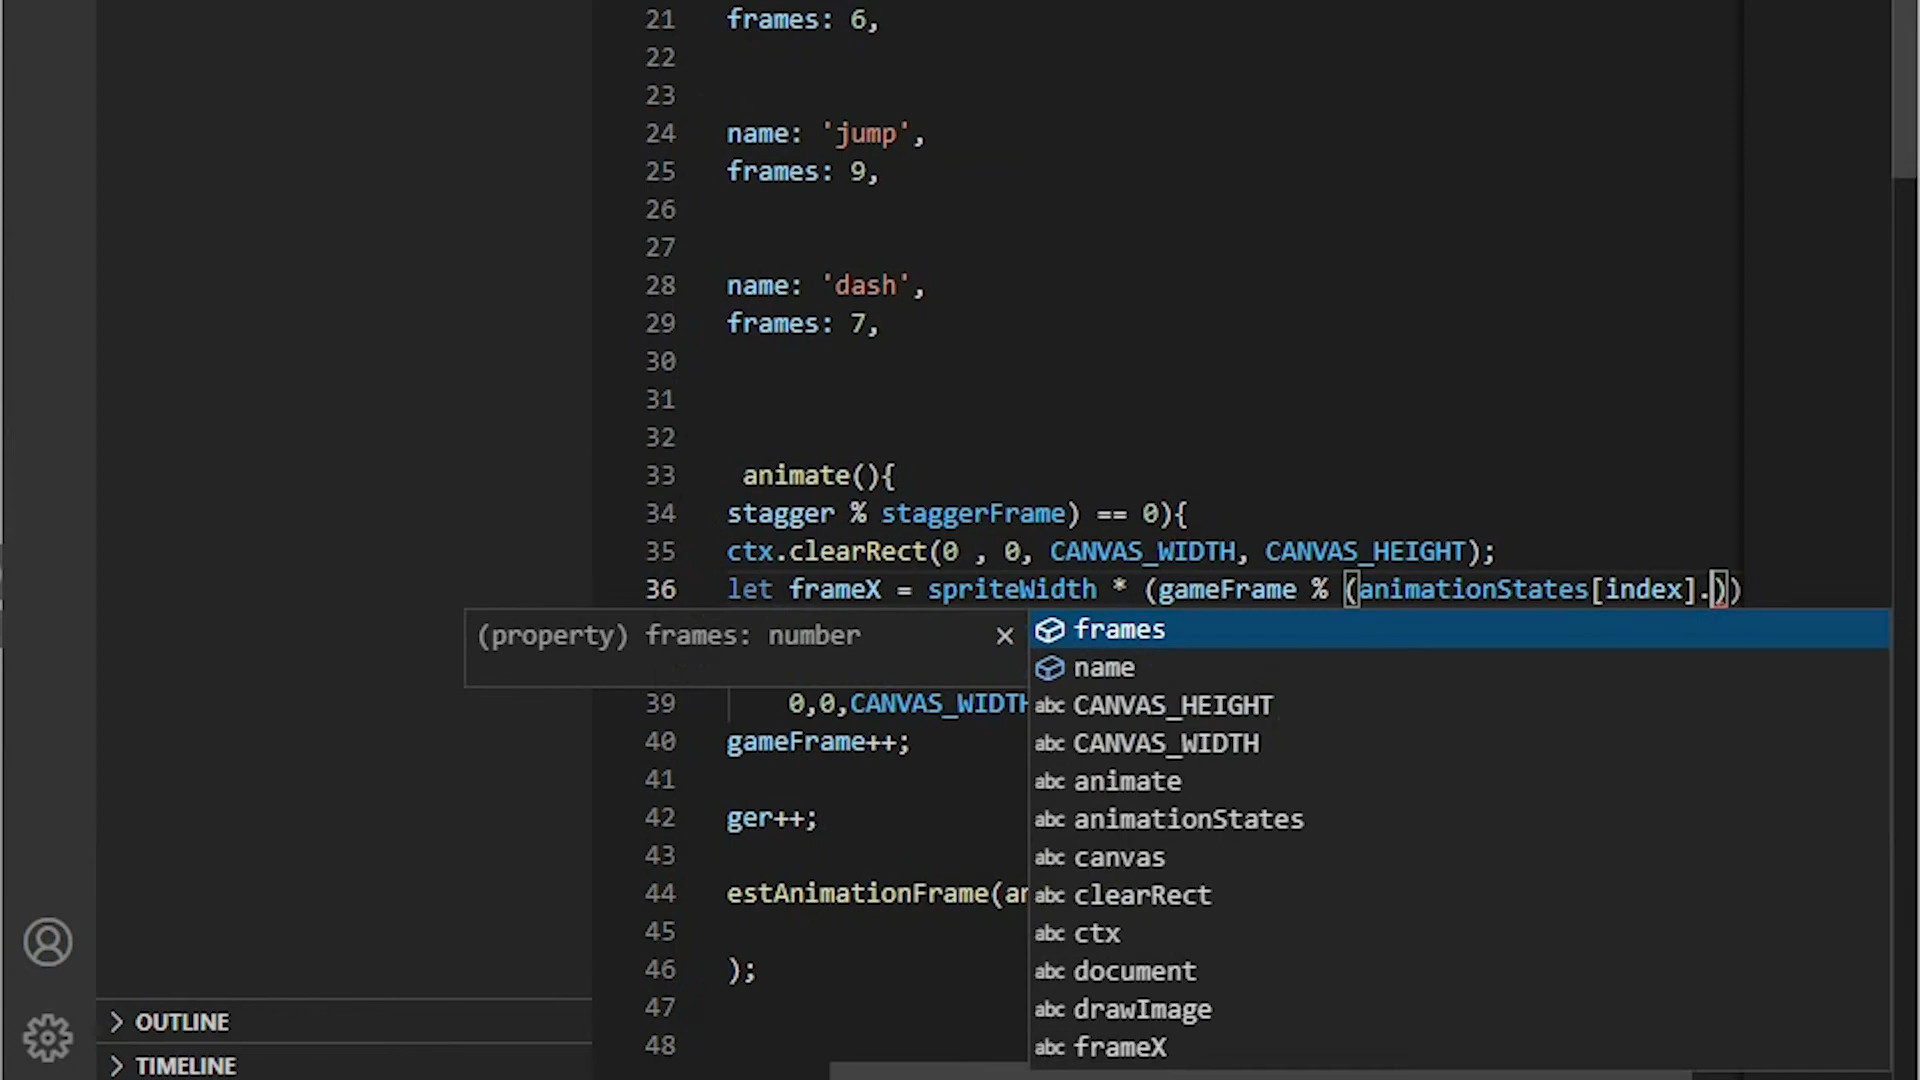 21 frames: 6,
22
23
24 name: 'jump',
25 frames: 9,
26
27
28 name: 'dash',
29 frames: 7,
30
31
32
33 animate(){
34 stagger % staggerFrame) == 0){
35 ctx.clearRect(0 , 0, CANVAS_WIDTH, CANVAS_HEIGHT);
36 let frameX = spriteWidth * (gameFrame % (animationStates[index].))
(property) frames: number ×
frames
name
39 0,0,CANVAS_WIDTH
abc CANVAS_HEIGHT
40 gameFrame++;
abc CANVAS_WIDTH
41
abc animate
42 ger++;
abc animationStates
43
abc canvas
44 estAnimationFrame(an
abc clearRect
45
abc ctx
46 );
abc document
47
abc drawImage
48
abc frameX
OUTLINE
TIMELINE